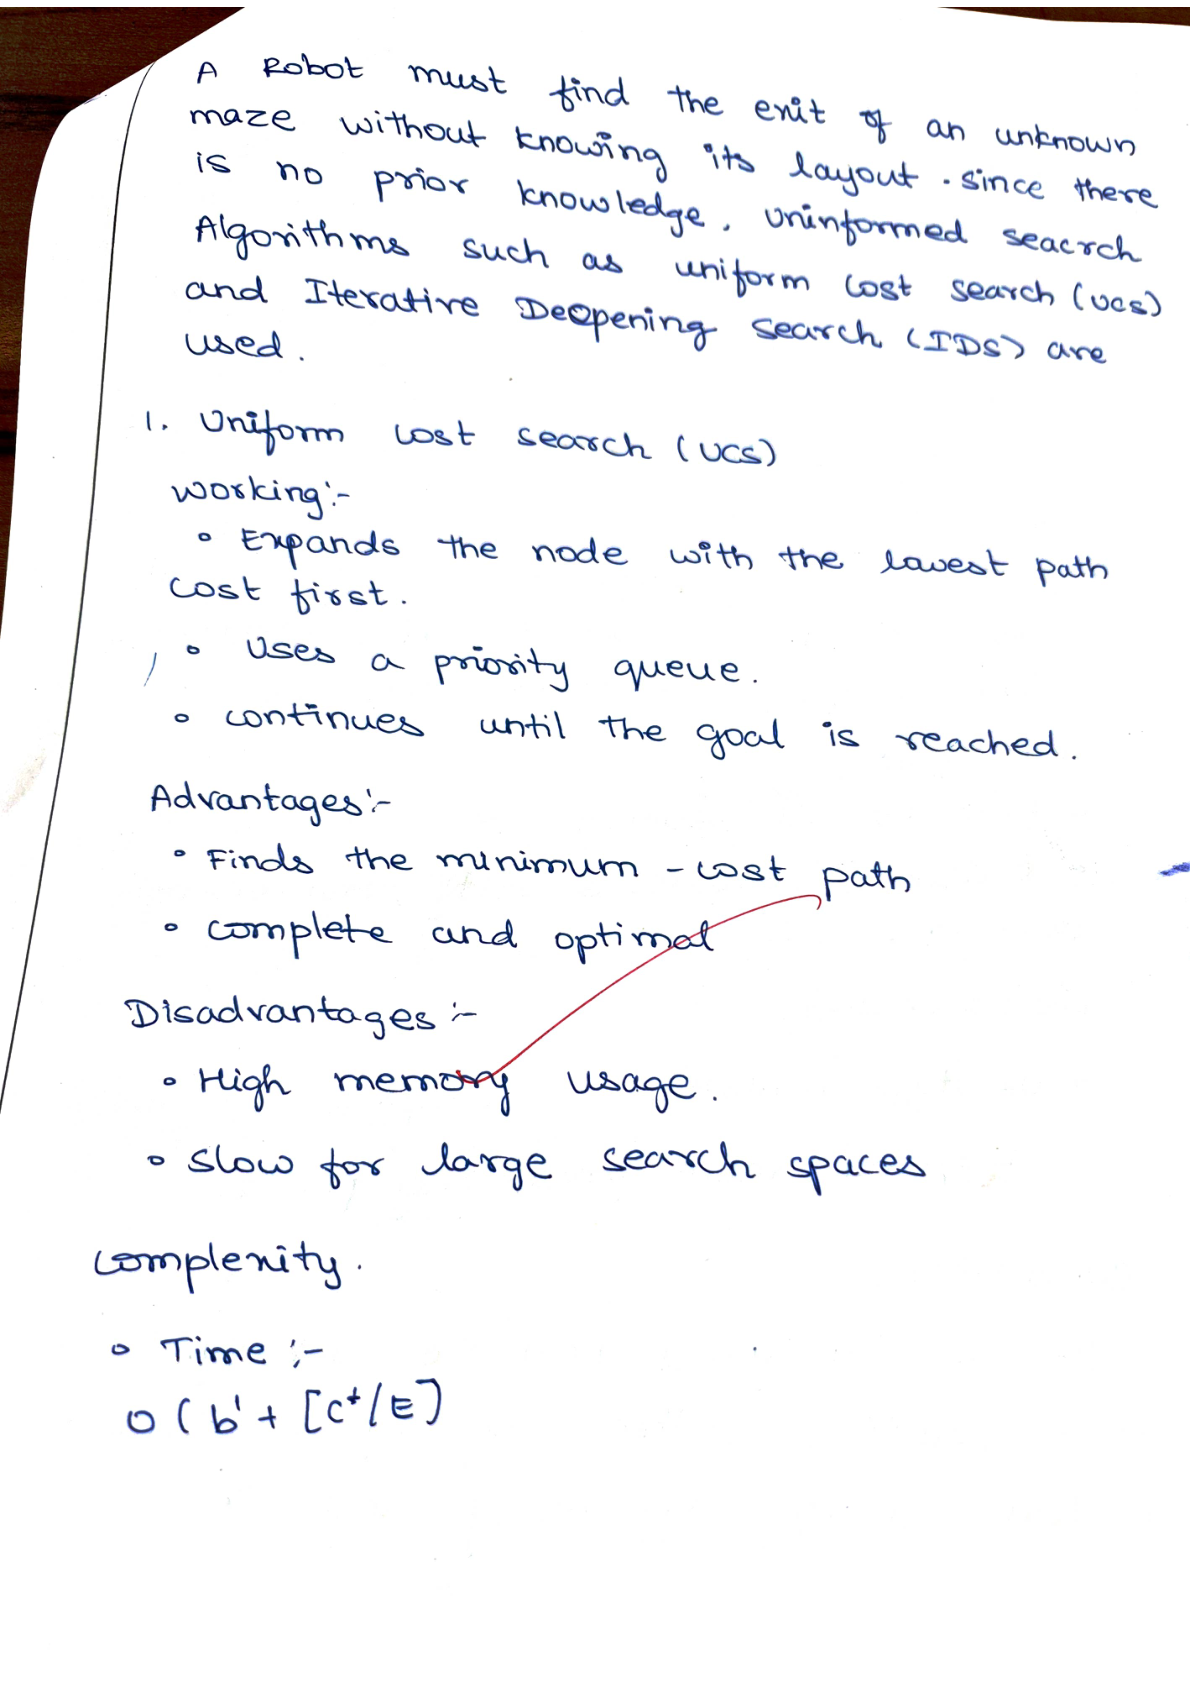 A Robot must find the exit of an unknown
maze without knowing its layout. since there
is no prior knowledge, uninformed seacrch
Algorithms such as uniform cost search (ucs)
and Iterative Deepening search (IDS) are
used.
1. Uniform cost search (UCS)
working:-
• Expands the node with the lowest path
cost first.
• Uses a priority queue.
• continues until the goal is reached.
Advantages:-
• Finds the minimum - cost path
• complete and optimal
Disadvantages:-
• High memory usage.
• slow for large search spaces
complexity.
• Time:-
O(b¹+[C*/E]